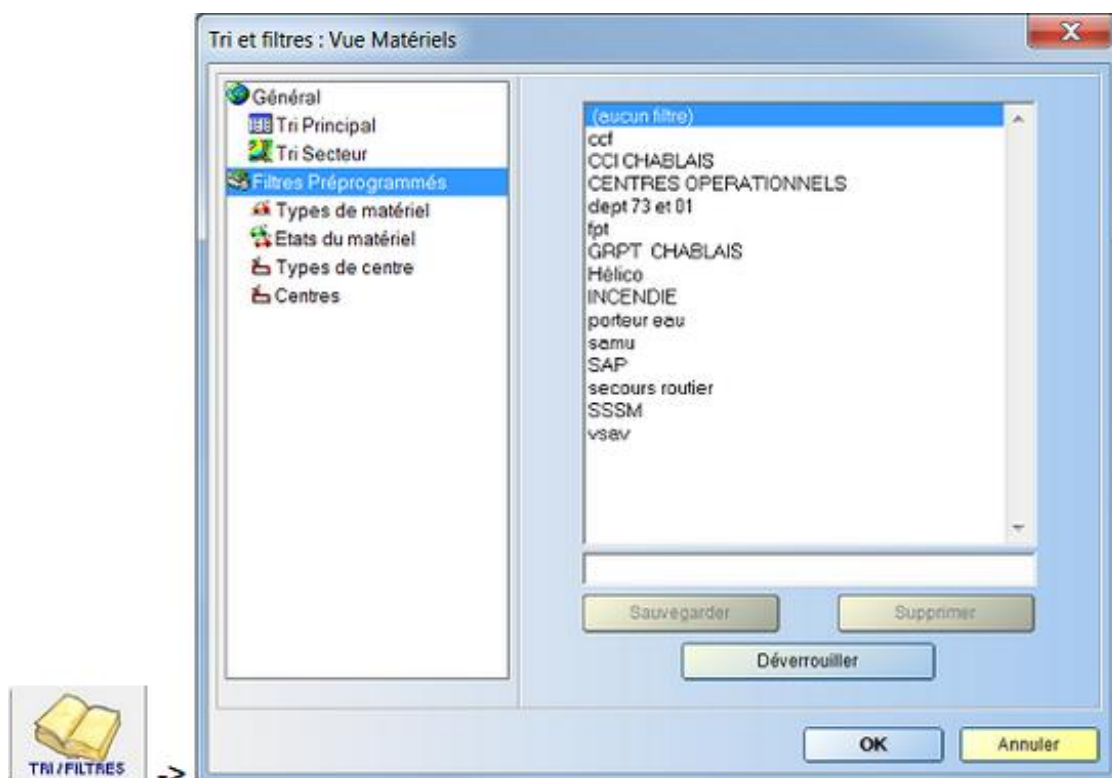 Tri et filtres : Vue Matériels
X
Général
Tri Principal
Tri Secteur
Filtres Préprogrammés
Types de matériel
Etats du matériel
Types de centre
Centres
(aucun filtre)
ccf
CCI CHABLAIS
CENTRES OPERATIONNELS
dept 73 et 01
fpt
GRPT CHABLAIS
Hélico
INCENDIE
porteur eau
samu
SAP
secours routier
SSSM
vsav
Sauvegarder
Supprimer
Déverrouiller
OK
Annuler
TRI / FILTRES
->